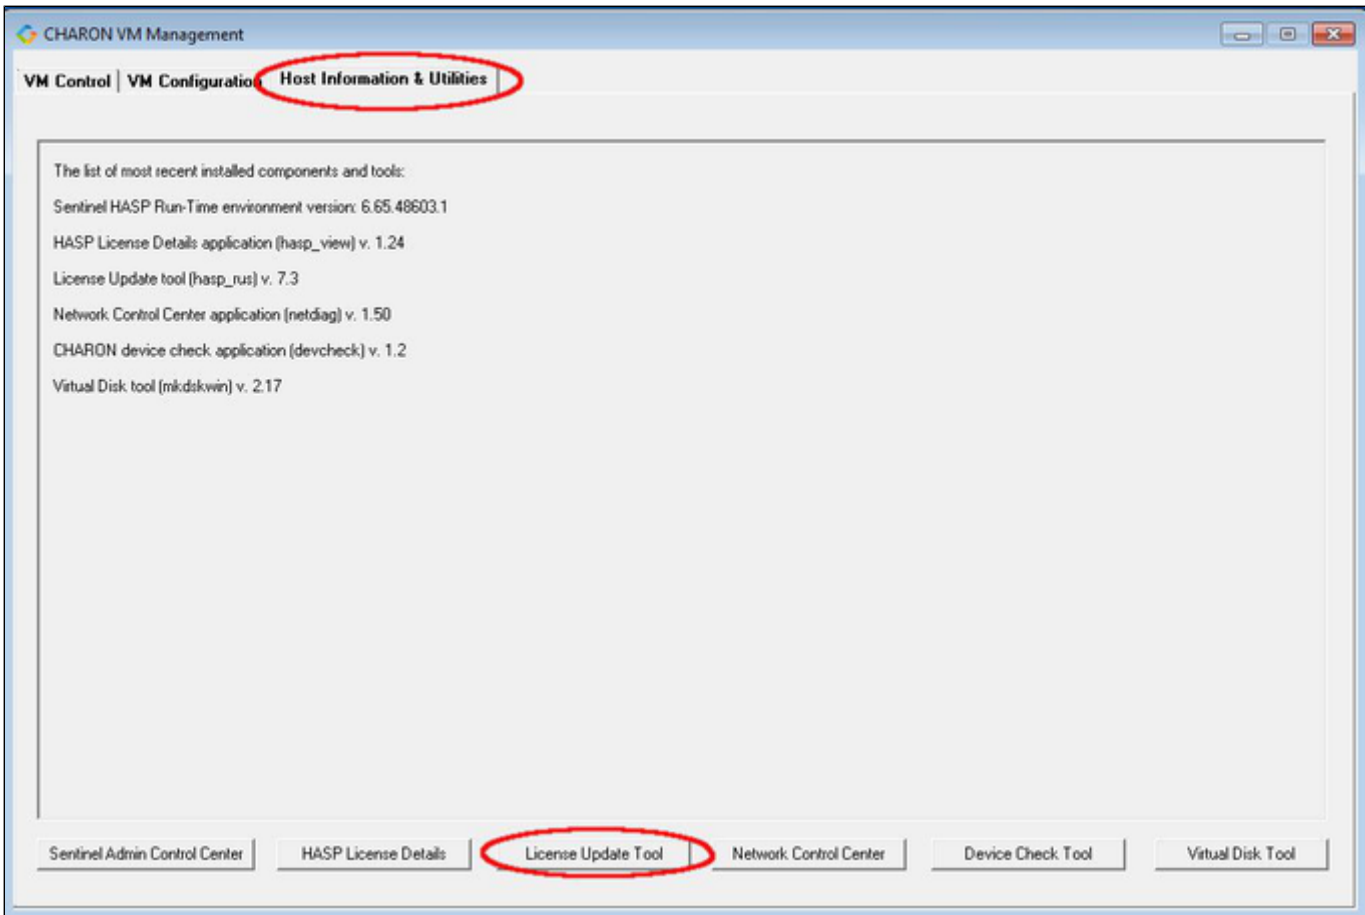 CHARON VM Management
VM Control VM Configuration Host Information & Utilities
The list of most recent installed components and tools:
Sentinel HASP Run-Time environment version: 6.65.48603.1
HASP License Details application (hasp_view) v. 1.24
License Update tool (hasp_rus) v. 7.3
Network Control Center application (netdiag) v. 1.50
CHARON device check application (devcheck) v. 1.2
Virtual Disk tool (mkdskwin) v. 2.17
Sentinel Admin Control Center HASP License Details License Update Tool Network Control Center Device Check Tool Virtual Disk Tool